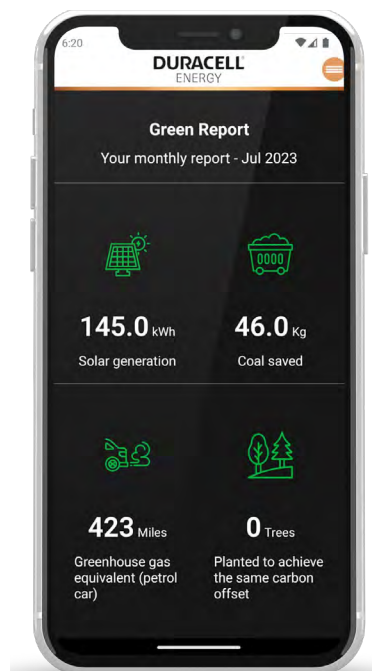 6:20
DURACELL
ENERGY
Green Report
Your monthly report - Jul 2023
145.0 kWh
46.0 Kg
Solar generation
Coal saved
423 Miles
0 Trees
Greenhouse gas
equivalent (petrol
car)
Planted to achieve
the same carbon
offset